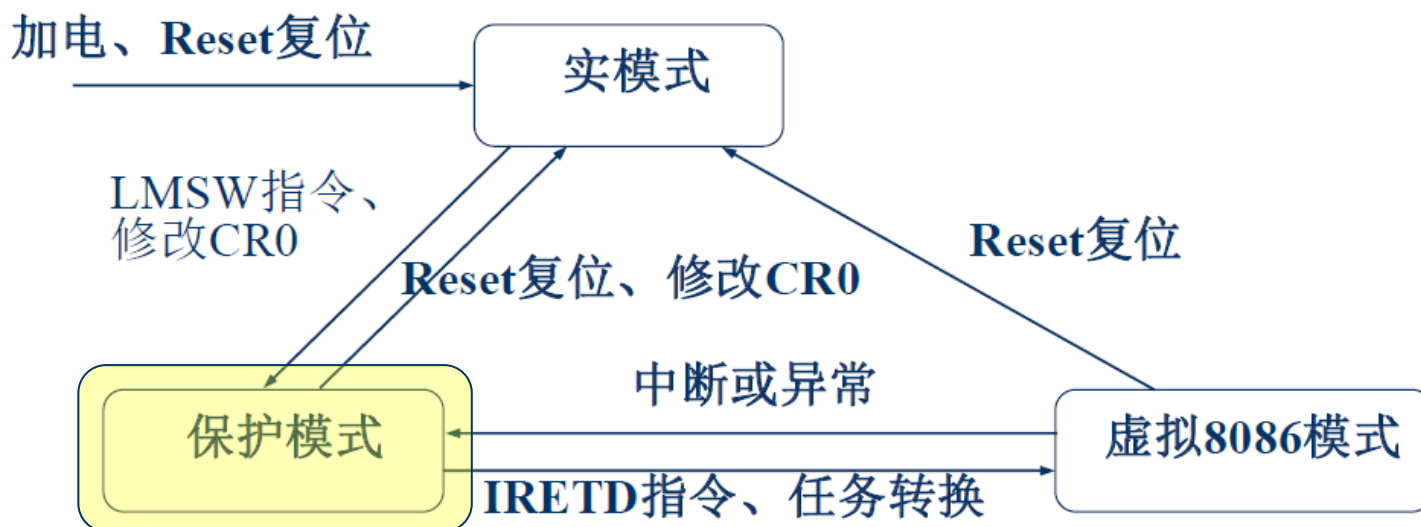 加电、Reset复位
实模式
LMSW指令、
修改CR0
Reset复位、修改CR0
Reset复位
中断或异常
保护模式
虚拟8086模式
IRETD指令、任务转换